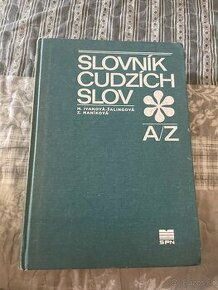 SLOVNÍK
CUDZÍCH
SLOV
M. IVANOVÁ-ŠALINGOVÁ
Z. MANÍKOVÁ
A/Z
SPN